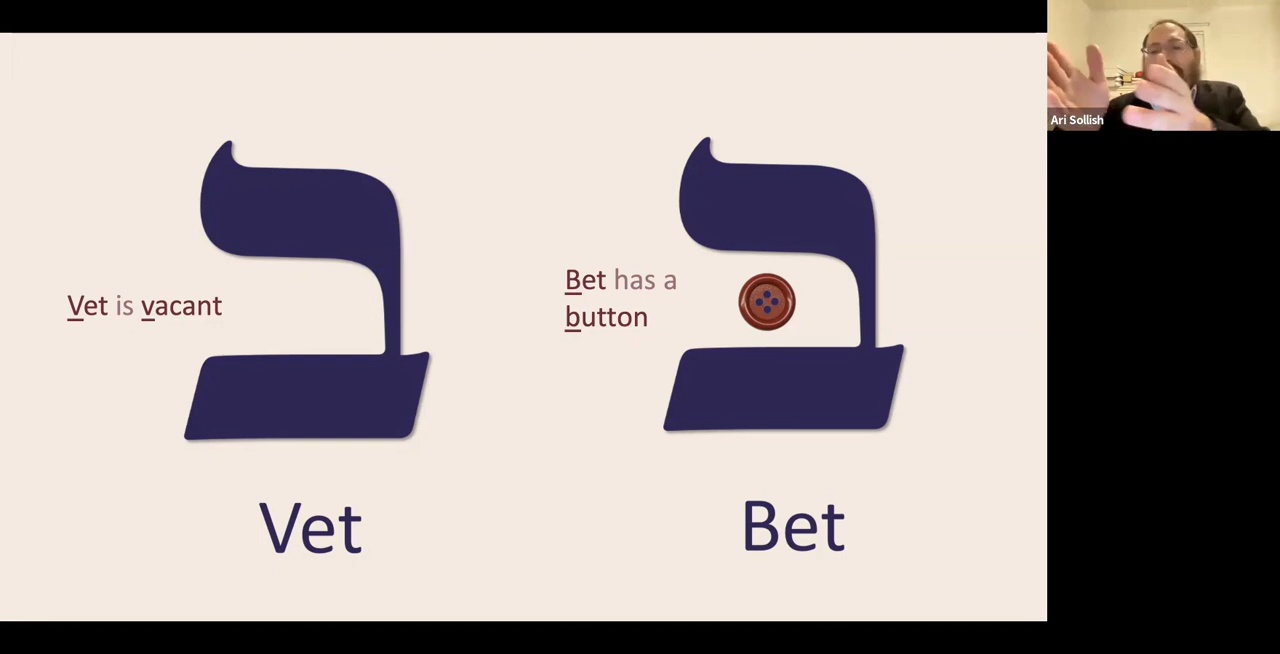 ב
Vet is vacant
Vet
בּ
Bet has a
button
Bet
Ari Sollish